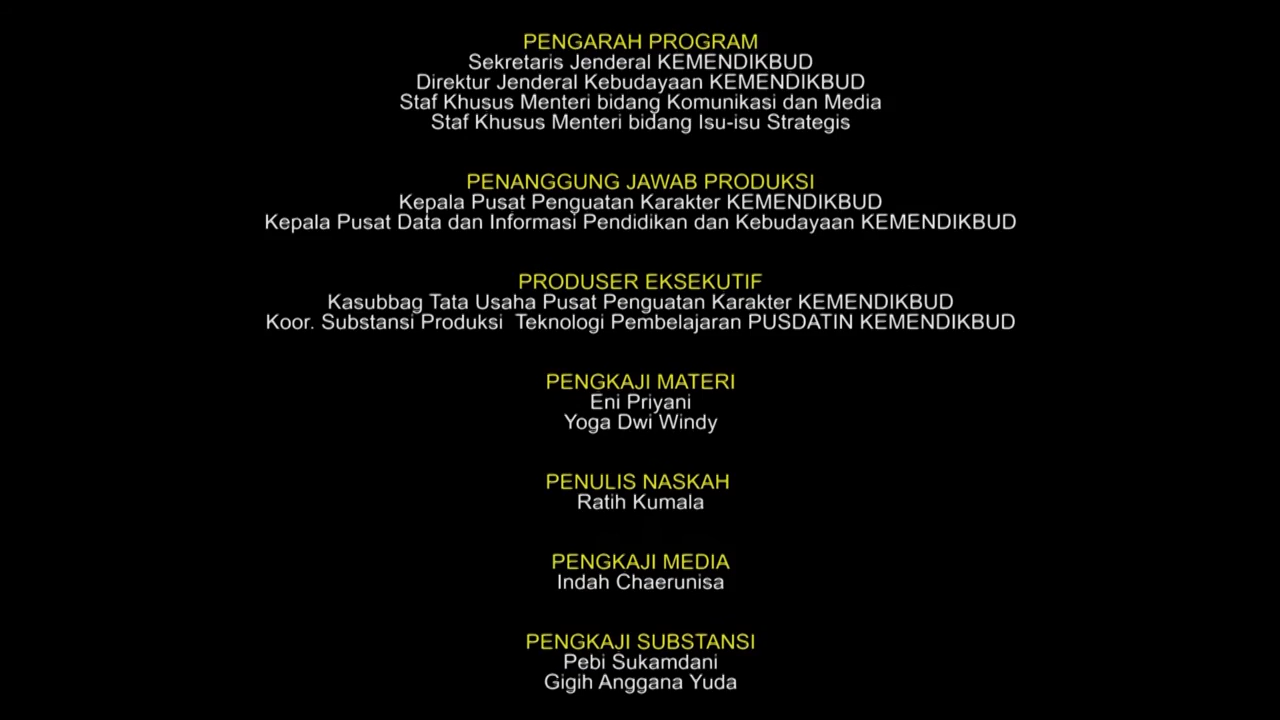 PENGARAH PROGRAM
Sekretaris Jenderal KEMENDIKBUD
Direktur Jenderal Kebudayaan KEMENDIKBUD
Staf Khusus Menteri bidang Komunikasi dan Media
Staf Khusus Menteri bidang Isu-isu Strategis
PENANGGUNG JAWAB PRODUKSI
Kepala Pusat Penguatan Karakter KEMENDIKBUD
Kepala Pusat Data dan Informasi Pendidikan dan Kebudayaan KEMENDIKBUD
PRODUSER EKSEKUTIF
Kasubbag Tata Usaha Pusat Penguatan Karakter KEMENDIKBUD
Koor. Substansi Produksi  Teknologi Pembelajaran PUSDATIN KEMENDIKBUD
PENGKAJI MATERI
Eni Priyani
Yoga Dwi Windy
PENULIS NASKAH
Ratih Kumala
PENGKAJI MEDIA
Indah Chaerunisa
PENGKAJI SUBSTANSI
Pebi Sukamdani
Gigih Anggana Yuda